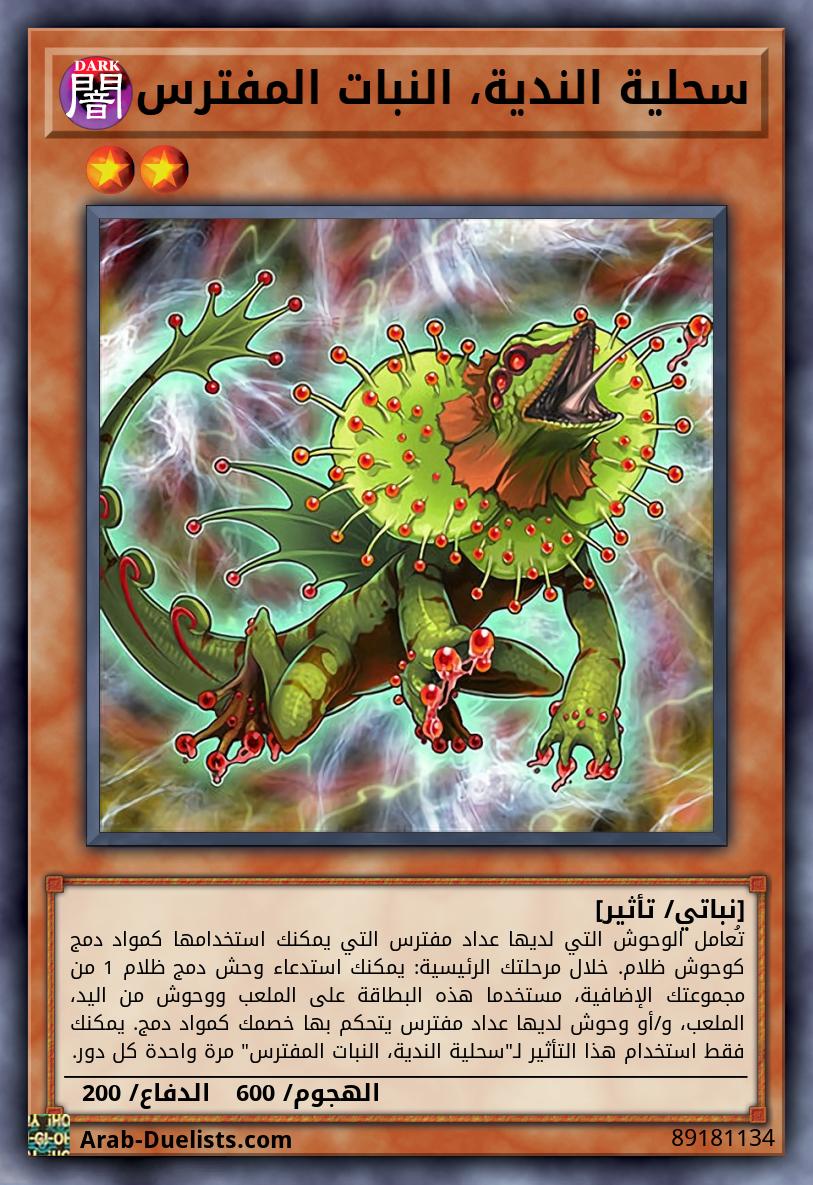 سحلية الندية، النبات المفترس
DARK
闇
[نباتي/ تأثير]
تُعامل الوحوش التي لديها عداد مفترس التي يمكنك استخدامها كمواد دمج
كوحوش ظلام. خلال مرحلتك الرئيسية: يمكنك استدعاء وحش دمج ظلام 1 من
مجموعتك الإضافية، مستخدما هذه البطاقة على الملعب ووحوش من اليد،
الملعب، و/أو وحوش لديها عداد مفترس يتحكم بها خصمك كمواد دمج. يمكنك
فقط استخدام هذا التأثير لـ"سحلية الندية، النبات المفترس" مرة واحدة كل دور.
الهجوم/ 600 الدفاع/ 200
Arab-Duelists.com
89181134